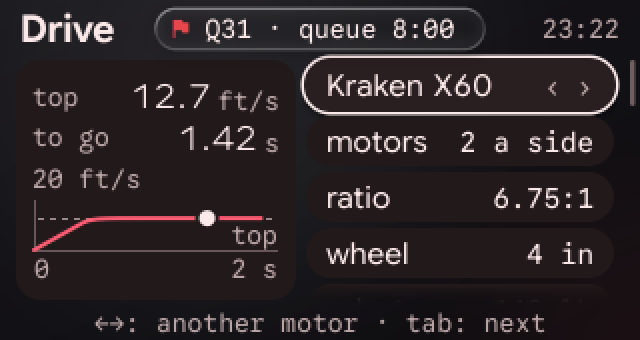 Drive
Q31 · queue 8:00
23:22
top 12.7 ft/s
to go 1.42 s
20 ft/s
top
0 2 s
Kraken X60 ‹ ›
motors 2 a side
ratio 6.75:1
wheel 4 in
↔: another motor · tab: next